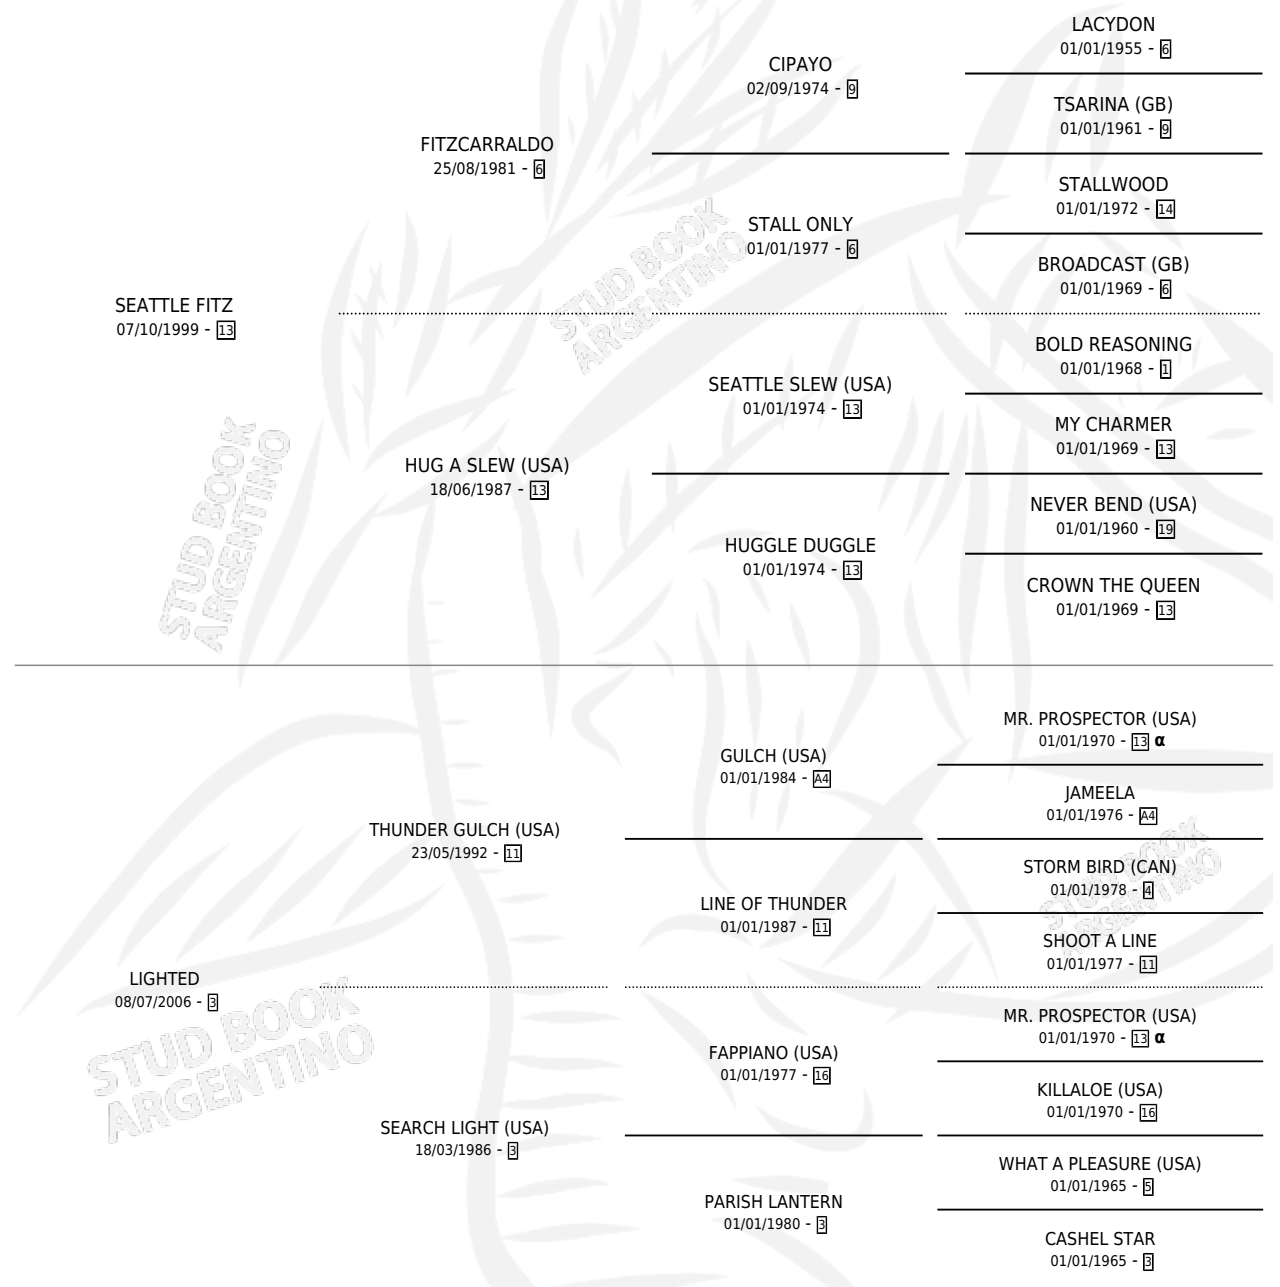 LACYDON
01/01/1955 - 6
CIPAYO
02/09/1974 - 9
TSARINA (GB)
01/01/1961 - 9
FITZCARRALDO
25/08/1981 - 6
STALLWOOD
01/01/1972 - 14
STALL ONLY
01/01/1977 - 6
BROADCAST (GB)
01/01/1969 - 6
SEATTLE FITZ
07/10/1999 - 13
BOLD REASONING
01/01/1968 - 1
SEATTLE SLEW (USA)
01/01/1974 - 13
MY CHARMER
01/01/1969 - 13
HUG A SLEW (USA)
18/06/1987 - 13
NEVER BEND (USA)
01/01/1960 - 19
HUGGLE DUGGLE
01/01/1974 - 13
CROWN THE QUEEN
01/01/1969 - 13
STUD BOOK
ARGENTINO
STUD BOOK
ARGENTINO
MR. PROSPECTOR (USA)
01/01/1970 - 13 α
GULCH (USA)
01/01/1984 - A4
JAMEELA
01/01/1976 - A4
THUNDER GULCH (USA)
23/05/1992 - 11
STORM BIRD (CAN)
01/01/1978 - 4
LINE OF THUNDER
01/01/1987 - 11
SHOOT A LINE
01/01/1977 - 11
LIGHTED
08/07/2006 - 3
MR. PROSPECTOR (USA)
01/01/1970 - 13 α
FAPPIANO (USA)
01/01/1977 - 16
KILLALOE (USA)
01/01/1970 - 16
SEARCH LIGHT (USA)
18/03/1986 - 3
WHAT A PLEASURE (USA)
01/01/1965 - 5
PARISH LANTERN
01/01/1980 - 3
CASHEL STAR
01/01/1965 - 3
STUD BOOK
ARGENTINO
STUD BOOK
ARGENTINO